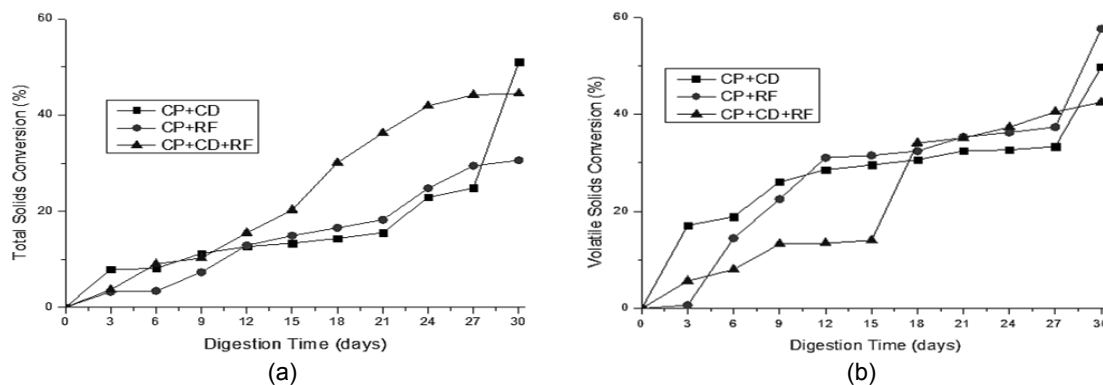 60
40
20
0
Total Solids Conversion (%)
CP+CD
CP+RF
CP+CD+RF
0 3 6 9 12 15 18 21 24 27 30
Digestion Time (days)
(a)
60
40
20
0
Volatile Solids Conversion (%)
CP+CD
CP+RF
CP+CD+RF
0 3 6 9 12 15 18 21 24 27 30
Digestion Time (days)
(b)